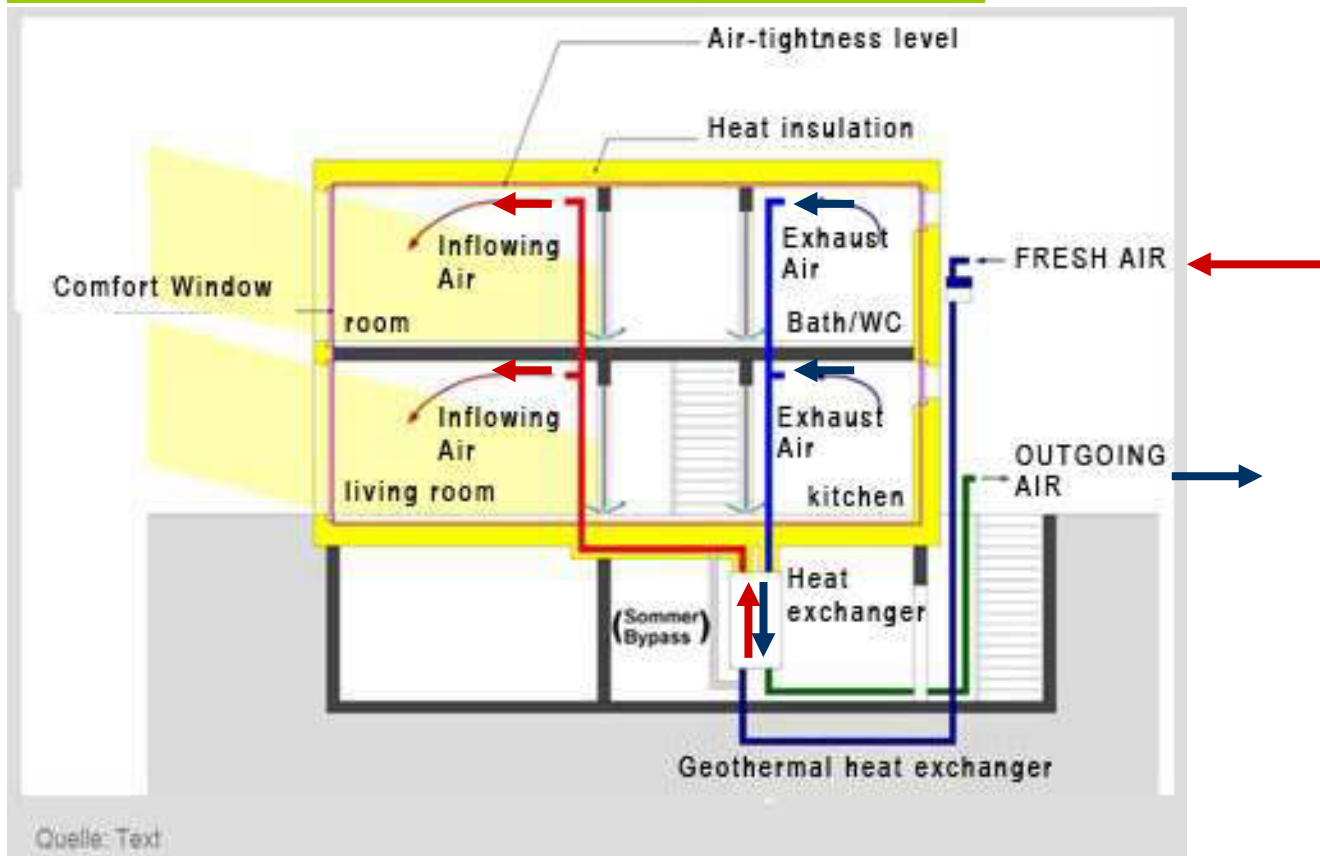 Air-tightness level
Heat insulation
Inflowing
Air
Exhaust
Air
FRESH AIR
Comfort Window
room
Bath/WC
Inflowing
Air
Exhaust
Air
OUTGOING
AIR
living room
kitchen
Heat
exchanger
(Sommer
Bypass)
Geothermal heat exchanger
Quelle: Text